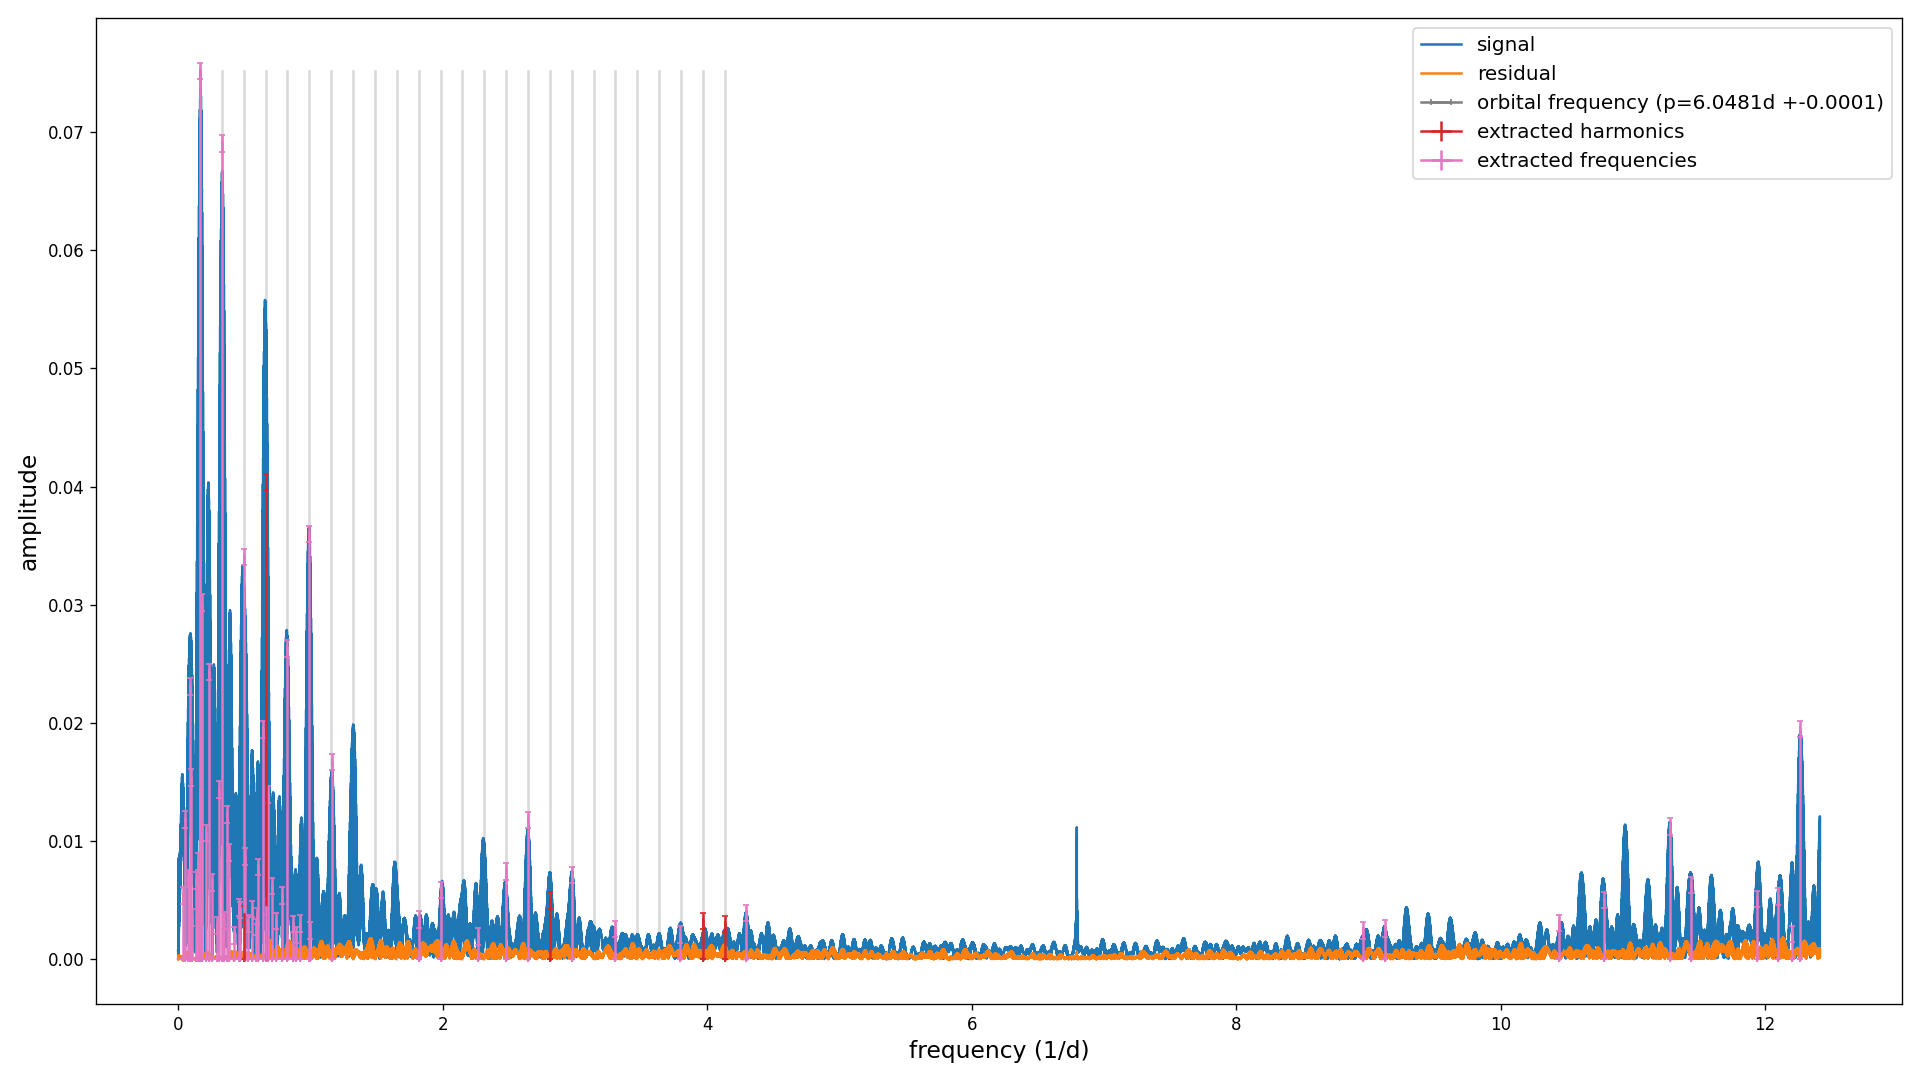 signal
residual
orbital frequency (p=6.0481d +-0.0001)
extracted harmonics
extracted frequencies
0.07
0.06
0.05
0.04
0.03
0.02
0.01
0.00
amplitude
0
2
4
6
8
10
12
frequency (1/d)